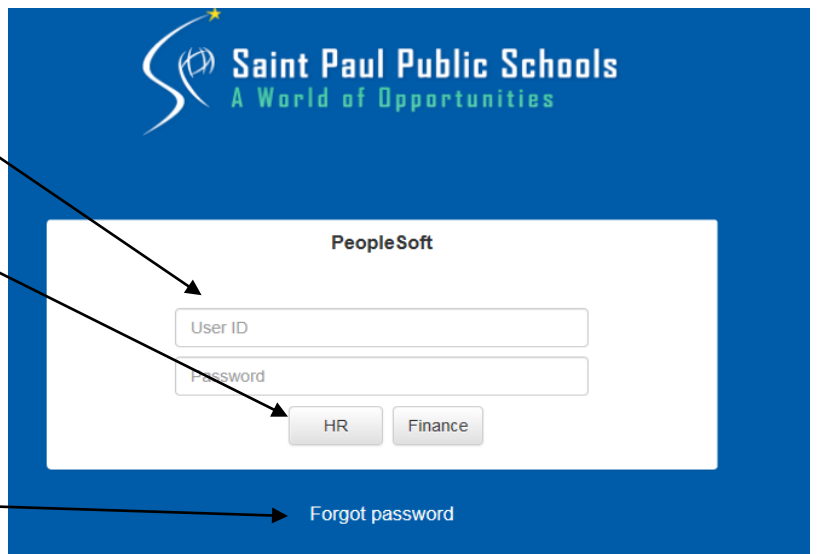 Saint Paul Public Schools
A World of Opportunities
PeopleSoft
User ID
Password
HR Finance
Forgot password